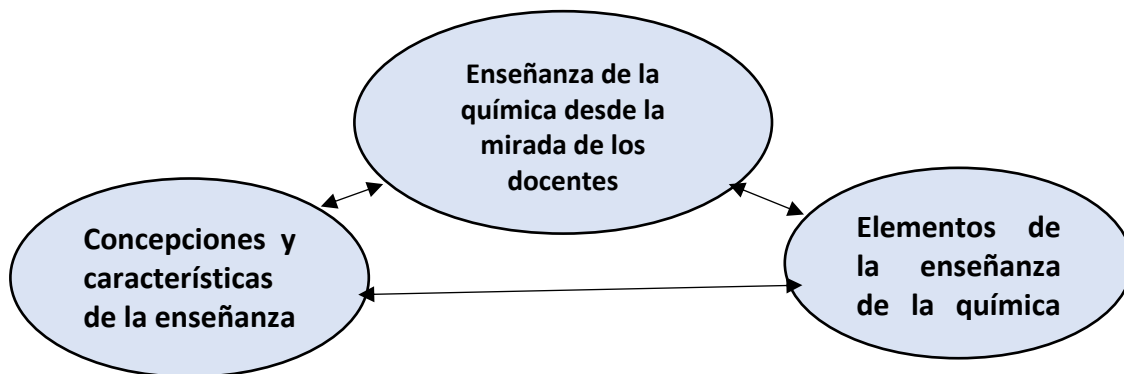 Enseñanza de la
química desde la
mirada de los
docentes
Concepciones y
características
de la enseñanza
Elementos de
la enseñanza
de la química